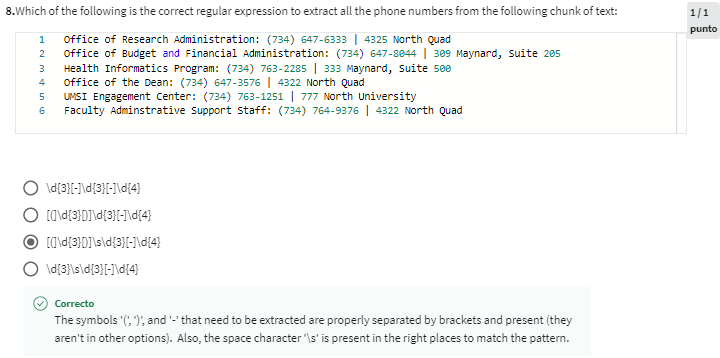 8.Which of the following is the correct regular expression to extract all the phone numbers from the following chunk of text:
1/1
punto
1 Office of Research Administration: (734) 647-6333 | 4325 North Quad
2 Office of Budget and Financial Administration: (734) 647-8044 | 309 Maynard, Suite 205
3 Health Informatics Program: (734) 763-2285 | 333 Maynard, Suite 500
4 Office of the Dean: (734) 647-3576 | 4322 North Quad
5 UMSI Engagement Center: (734) 763-1251 | 777 North University
6 Faculty Adminstrative Support Staff: (734) 764-9376 | 4322 North Quad
\d{3}[-]\d{3}[-]\d{4}
[(]\d{3}[)]\d{3}[-]\d{4}
[(]\d{3}[)]\s\d{3}[-]\d{4}
\d{3}\s\d{3}[-]\d{4}
Correcto
The symbols '(', ')', and '-' that need to be extracted are properly separated by brackets and present (they
aren't in other options). Also, the space character '\s' is present in the right places to match the pattern.